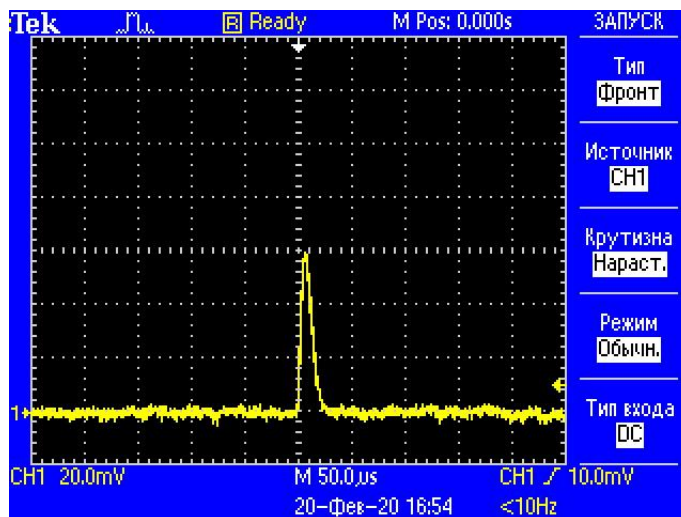 Tek R Ready M Pos: 0.000s ЗАПУСК
Тип
Фронт
Источник
CH1
Крутизна
Нараст.
Режим
Обычн.
Тип входа
DC
1
CH1 20.0mV M 50.0µs CH1 10.0mV
20-Фев-20 16:54 <10Hz